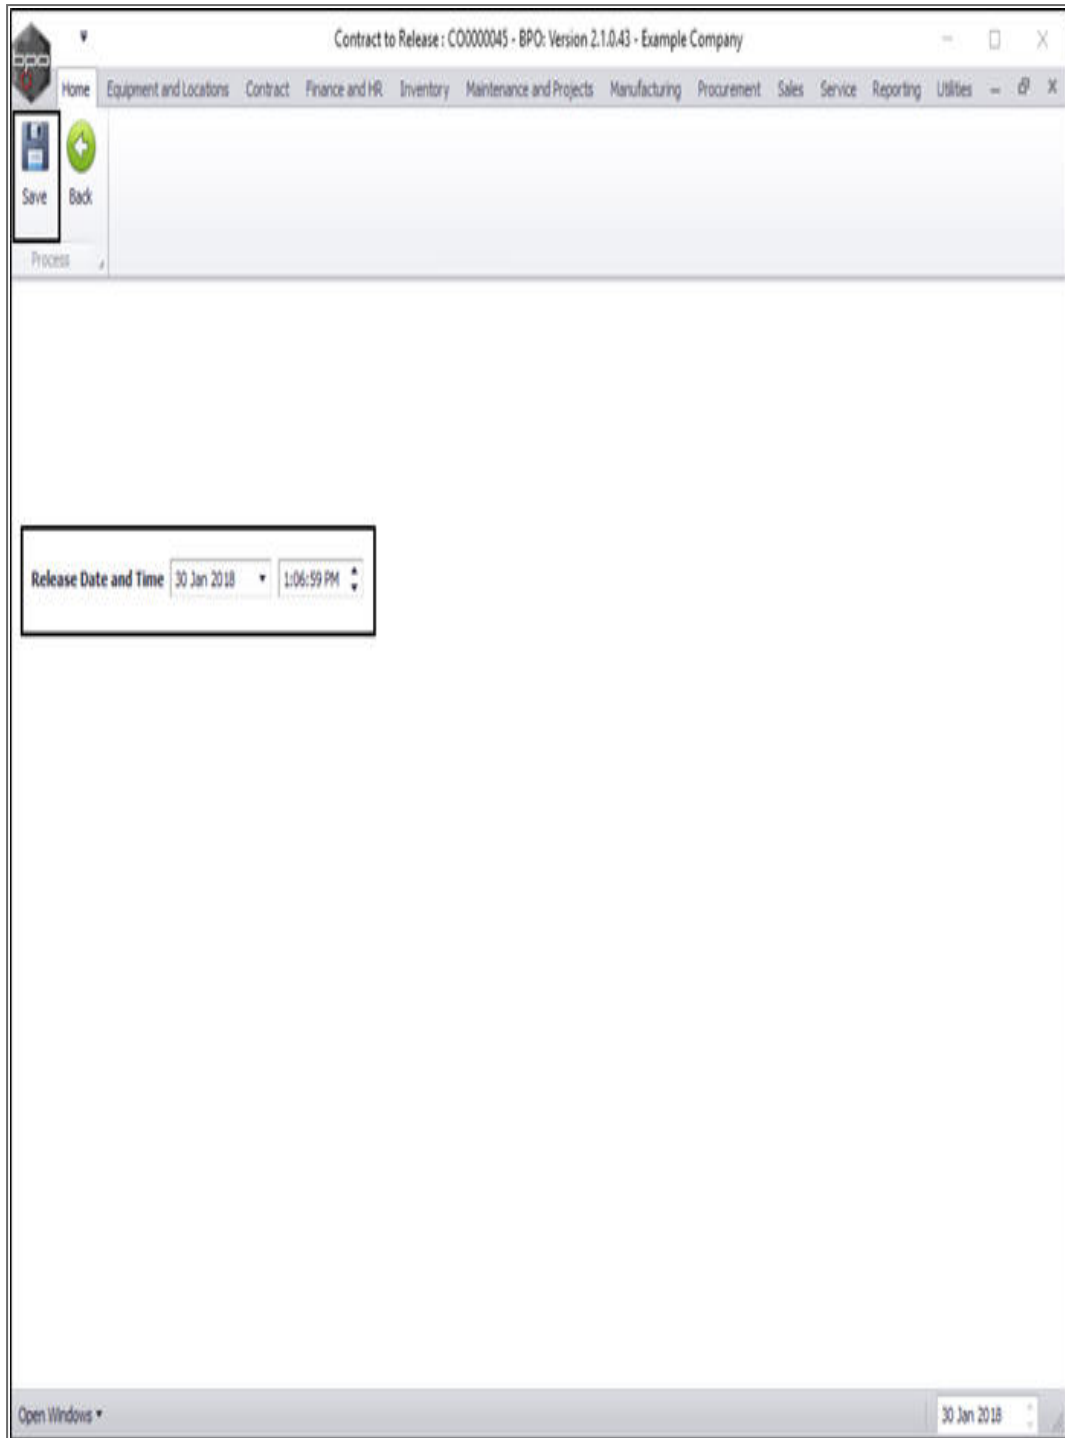 Contract to Release : CO0000045 - BPO: Version 2.1.0.43 - Example Company
bpo
Home Equipment and Locations Contract Finance and HR Inventory Maintenance and Projects Manufacturing Procurement Sales Service Reporting Utilities
Save Back
Process
Release Date and Time 30 Jan 2018 1:06:59 PM
Open Windows 30 Jan 2018